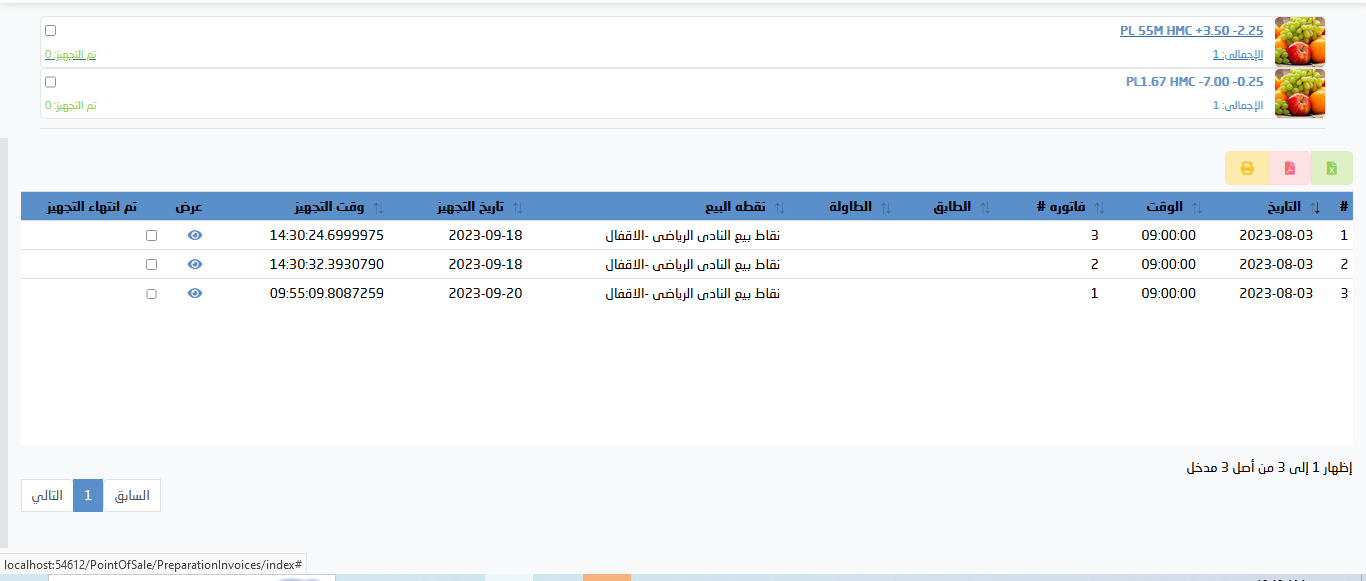 PL 55M HMC +3.50 -2.25
الإجمالى: 1
تم التجهيز: 0
PL1.67 HMC -7.00 -0.25
الإجمالى: 1
تم التجهيز: 0
# التاريخ الوقت فاتوره # الطابق الطاولة نقطه البيع تاريخ التجهيز وقت التجهيز عرض تم انتهاء التجهيز
1 2023-08-03 09:00:00 3 نقاط بيع النادى الرياضى -الاقفال 2023-09-18 14:30:24.6999975
2 2023-08-03 09:00:00 2 نقاط بيع النادى الرياضى -الاقفال 2023-09-18 14:30:32.3930790
3 2023-08-03 09:00:00 1 نقاط بيع النادى الرياضى -الاقفال 2023-09-20 09:55:09.8087259
إظهار 1 إلى 3 من أصل 3 مدخل
السابق 1 التالي
localhost:54612/PointOfSale/PreparationInvoices/index#